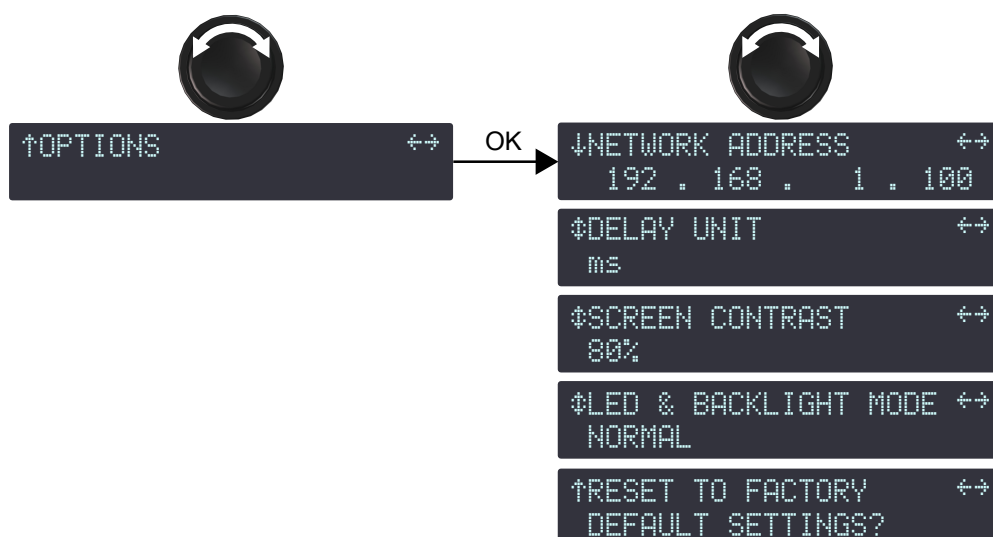 ↑OPTIONS ↔
OK
↓NETWORK ADDRESS ↔
192 . 168 . 1 . 100
↕DELAY UNIT ↔
ms
↕SCREEN CONTRAST ↔
80%
↕LED & BACKLIGHT MODE ↔
NORMAL
↑RESET TO FACTORY ↔
DEFAULT SETTINGS?